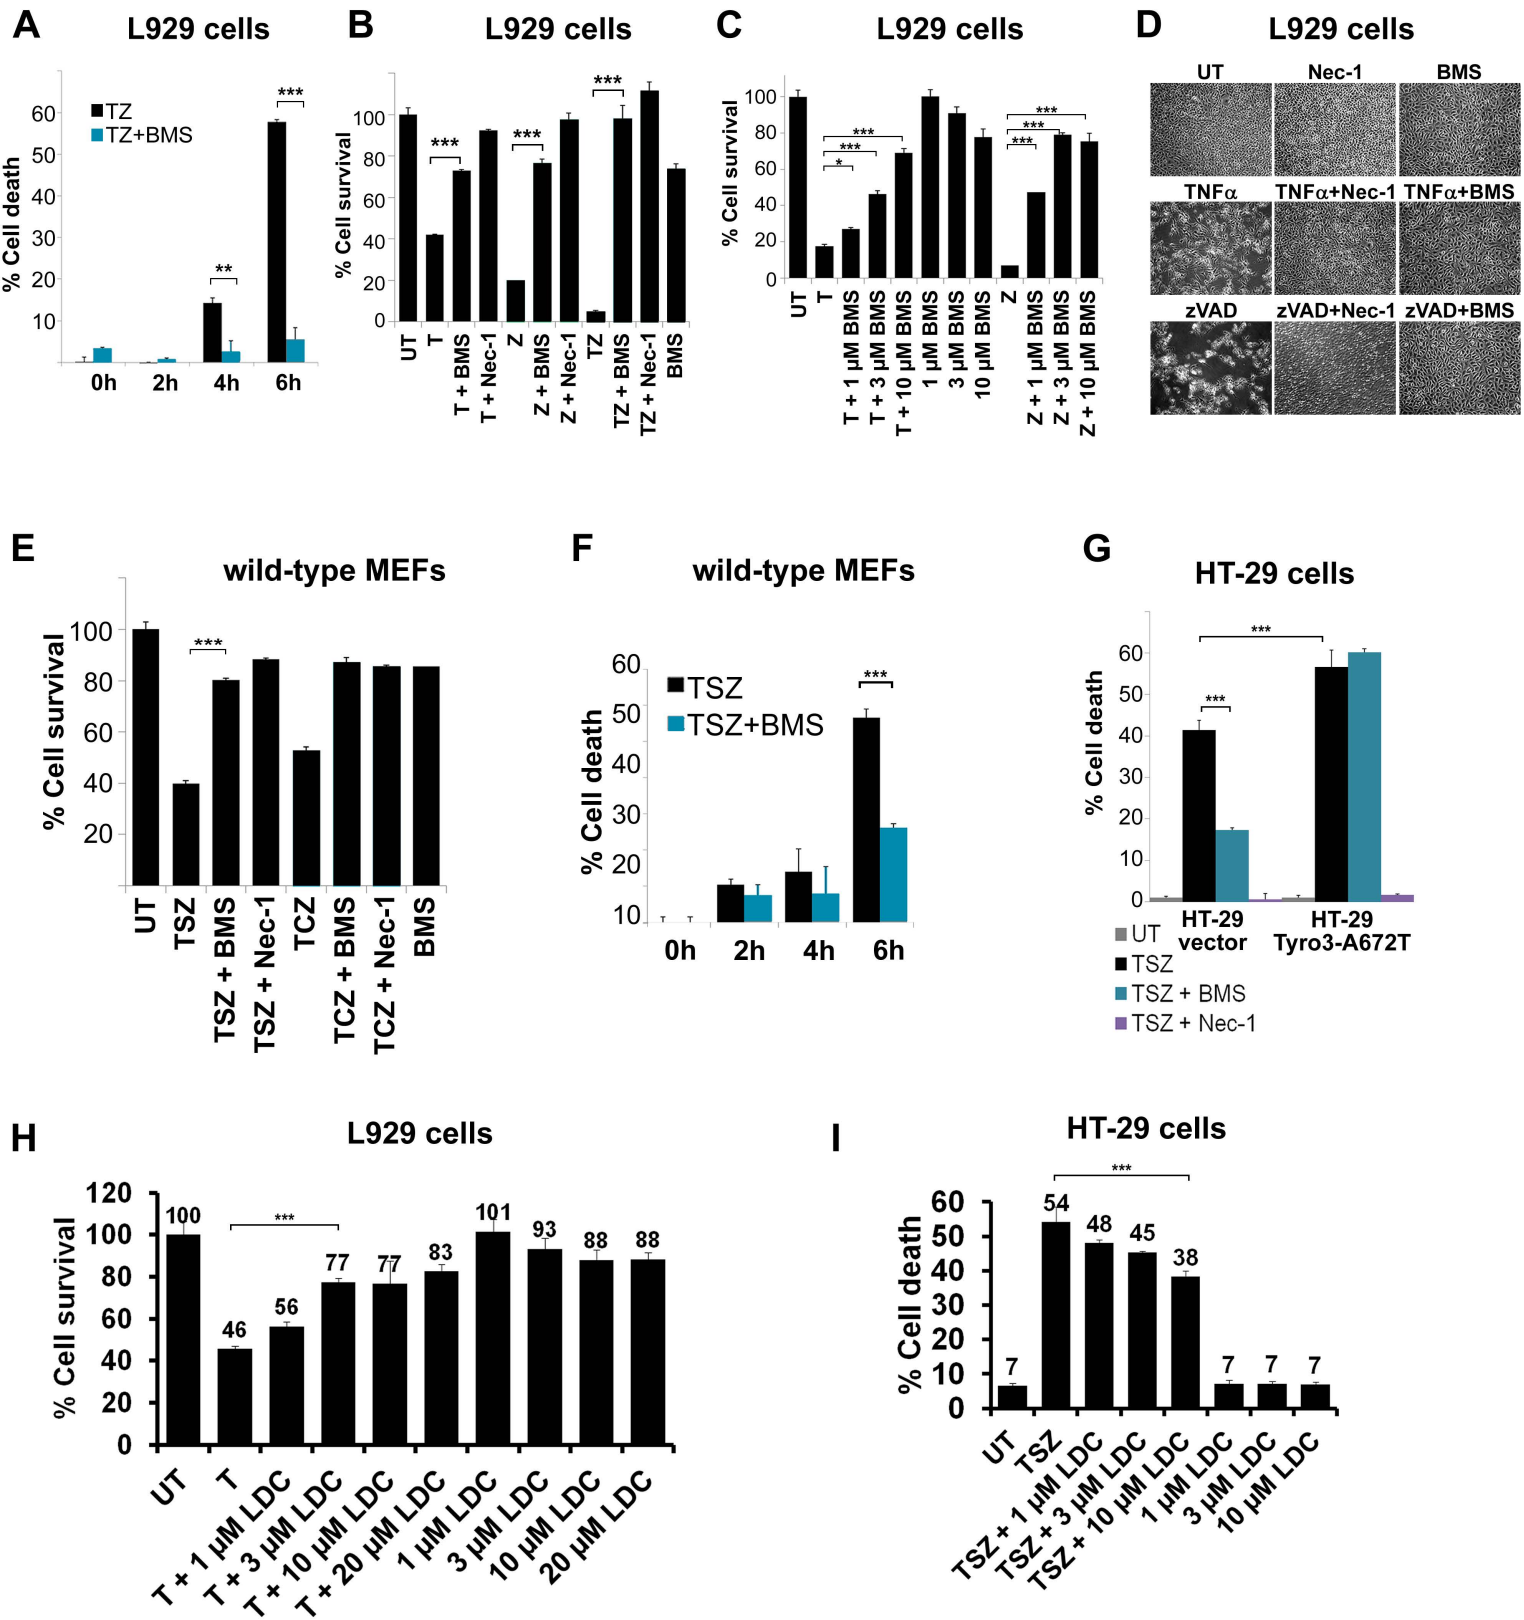 A
L929 cells
% Cell death
60
50
40
30
20
10
TZ
TZ+BMS
**
***
0h
2h
4h
6h
B
L929 cells
% Cell survival
100
80
60
40
20
0
***
***
***
UT
T
T + BMS
T + Nec-1
Z
Z + BMS
Z + Nec-1
TZ
TZ + BMS
TZ + Nec-1
BMS
C
L929 cells
% Cell survival
100
80
60
40
20
0
***
***
*
***
***
***
UT
T
T + 1 µM BMS
T + 3 µM BMS
T + 10 µM BMS
1 µM BMS
3 µM BMS
10 µM BMS
Z
Z + 1 µM BMS
Z + 3 µM BMS
Z + 10 µM BMS
D
L929 cells
UT
Nec-1
BMS
TNFα
TNFα+Nec-1
TNFα+BMS
zVAD
zVAD+Nec-1
zVAD+BMS
E
wild-type MEFs
% Cell survival
100
80
60
40
20
***
UT
TSZ
TSZ + BMS
TSZ + Nec-1
TCZ
TCZ + BMS
TCZ + Nec-1
BMS
F
wild-type MEFs
% Cell death
60
50
40
30
20
10
TSZ
TSZ+BMS
***
0h
2h
4h
6h
G
HT-29 cells
% Cell death
60
50
40
30
20
10
0
***
***
HT-29
vector
HT-29
Tyro3-A672T
UT
TSZ
TSZ + BMS
TSZ + Nec-1
H
L929 cells
% Cell survival
120
100
80
60
40
20
0
***
100
46
56
77
77
83
101
93
88
88
UT
T
T + 1 µM LDC
T + 3 µM LDC
T + 10 µM LDC
T + 20 µM LDC
1 µM LDC
3 µM LDC
10 µM LDC
20 µM LDC
I
HT-29 cells
% Cell death
60
50
40
30
20
10
0
***
7
54
48
45
38
7
7
7
UT
TSZ
TSZ + 1 µM LDC
TSZ + 3 µM LDC
TSZ + 10 µM LDC
1 µM LDC
3 µM LDC
10 µM LDC